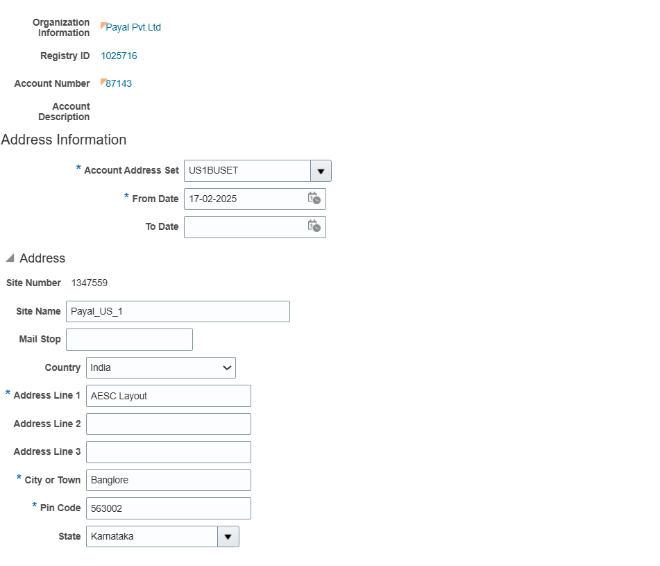 Organization
Information
Payal Pvt.Ltd
Registry ID 1025716
Account Number 87143
Account
Description
Address Information
* Account Address Set US1BUSET
* From Date 17-02-2025
To Date
Address
Site Number 1347559
Site Name Payal_US_1
Mail Stop
Country India
* Address Line 1 AESC Layout
Address Line 2
Address Line 3
* City or Town Banglore
* Pin Code 563002
State Karnataka